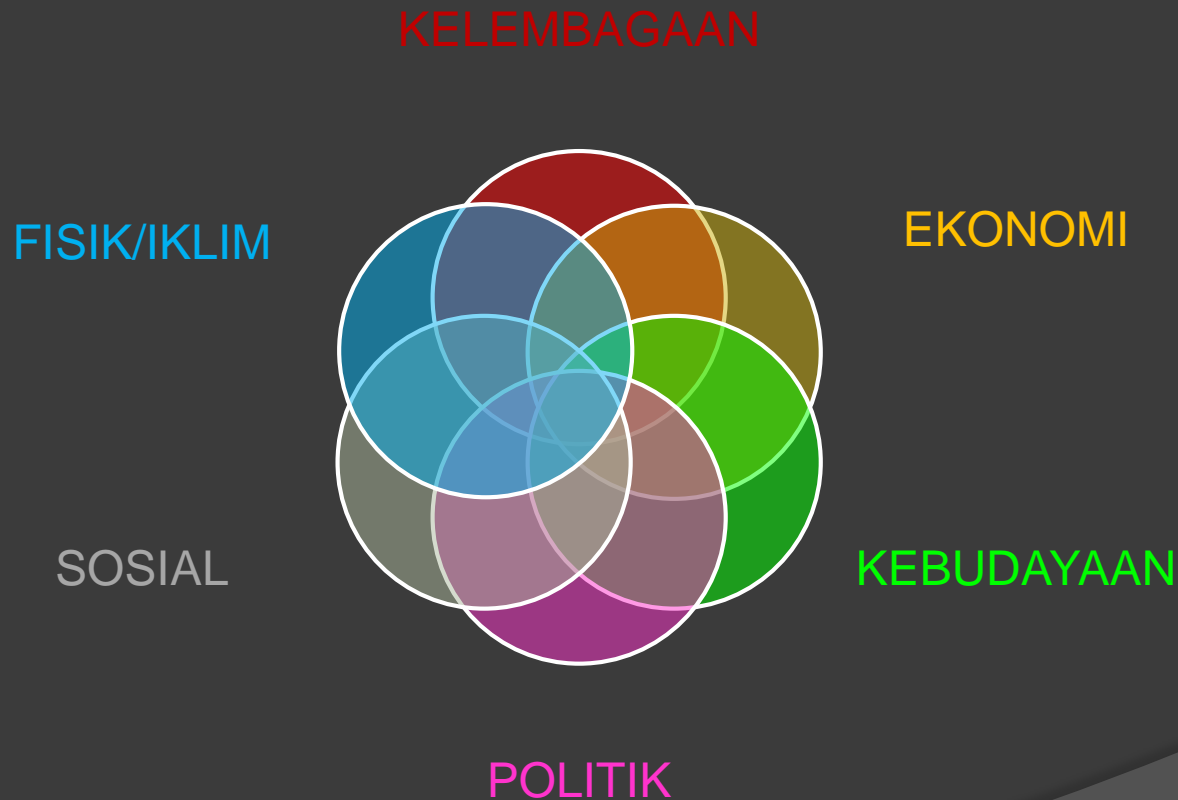 KELEMBAGAAN
EKONOMI
FISIK/IKLIM
SOSIAL
KEBUDAYAAN
POLITIK